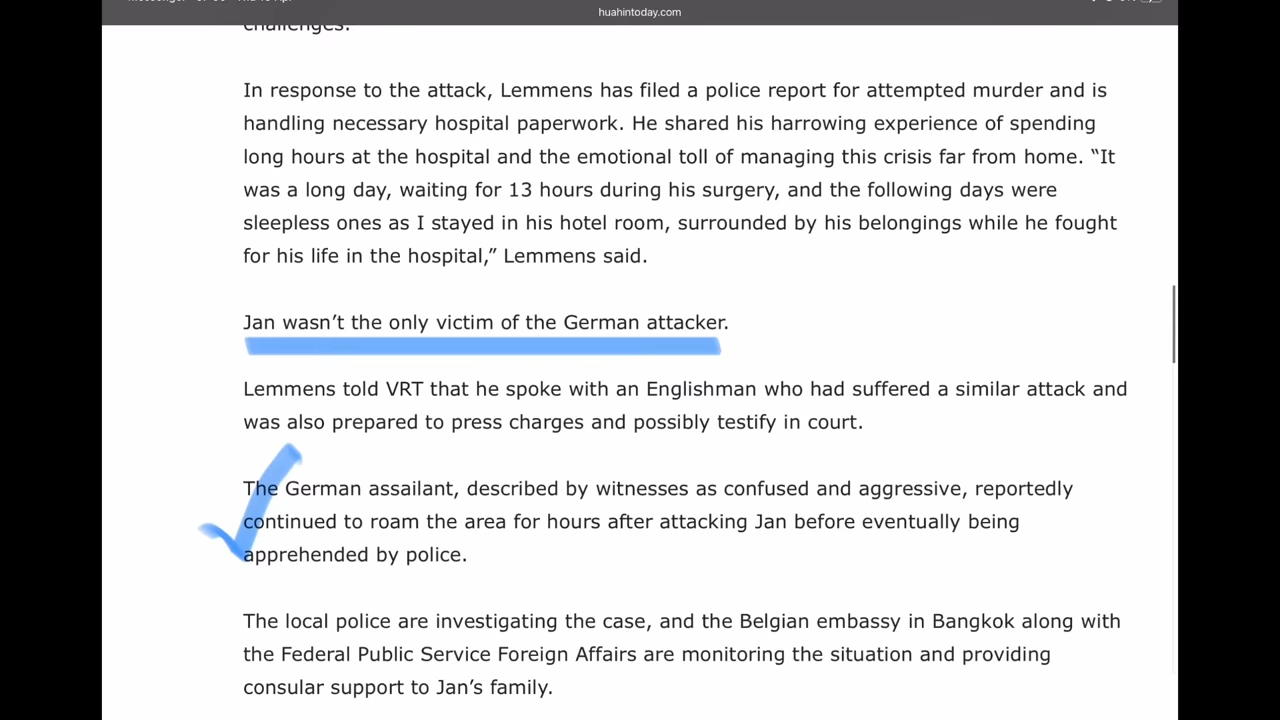 huahintoday.com
challenges.
In response to the attack, Lemmens has filed a police report for attempted murder and is
handling necessary hospital paperwork. He shared his harrowing experience of spending
long hours at the hospital and the emotional toll of managing this crisis far from home. “It
was a long day, waiting for 13 hours during his surgery, and the following days were
sleepless ones as I stayed in his hotel room, surrounded by his belongings while he fought
for his life in the hospital,” Lemmens said.
Jan wasn’t the only victim of the German attacker.
Lemmens told VRT that he spoke with an Englishman who had suffered a similar attack and
was also prepared to press charges and possibly testify in court.
The German assailant, described by witnesses as confused and aggressive, reportedly
continued to roam the area for hours after attacking Jan before eventually being
apprehended by police.
The local police are investigating the case, and the Belgian embassy in Bangkok along with
the Federal Public Service Foreign Affairs are monitoring the situation and providing
consular support to Jan’s family.